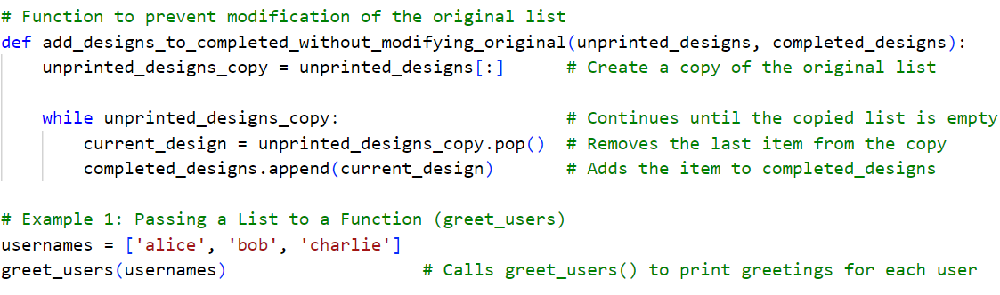 # Function to prevent modification of the original list
def add_designs_to_completed_without_modifying_original(unprinted_designs, completed_designs):
    unprinted_designs_copy = unprinted_designs[:]      # Create a copy of the original list

    while unprinted_designs_copy:                      # Continues until the copied list is empty
        current_design = unprinted_designs_copy.pop()  # Removes the last item from the copy
        completed_designs.append(current_design)       # Adds the item to completed_designs

# Example 1: Passing a List to a Function (greet_users)
usernames = ['alice', 'bob', 'charlie']
greet_users(usernames)                   # Calls greet_users() to print greetings for each user